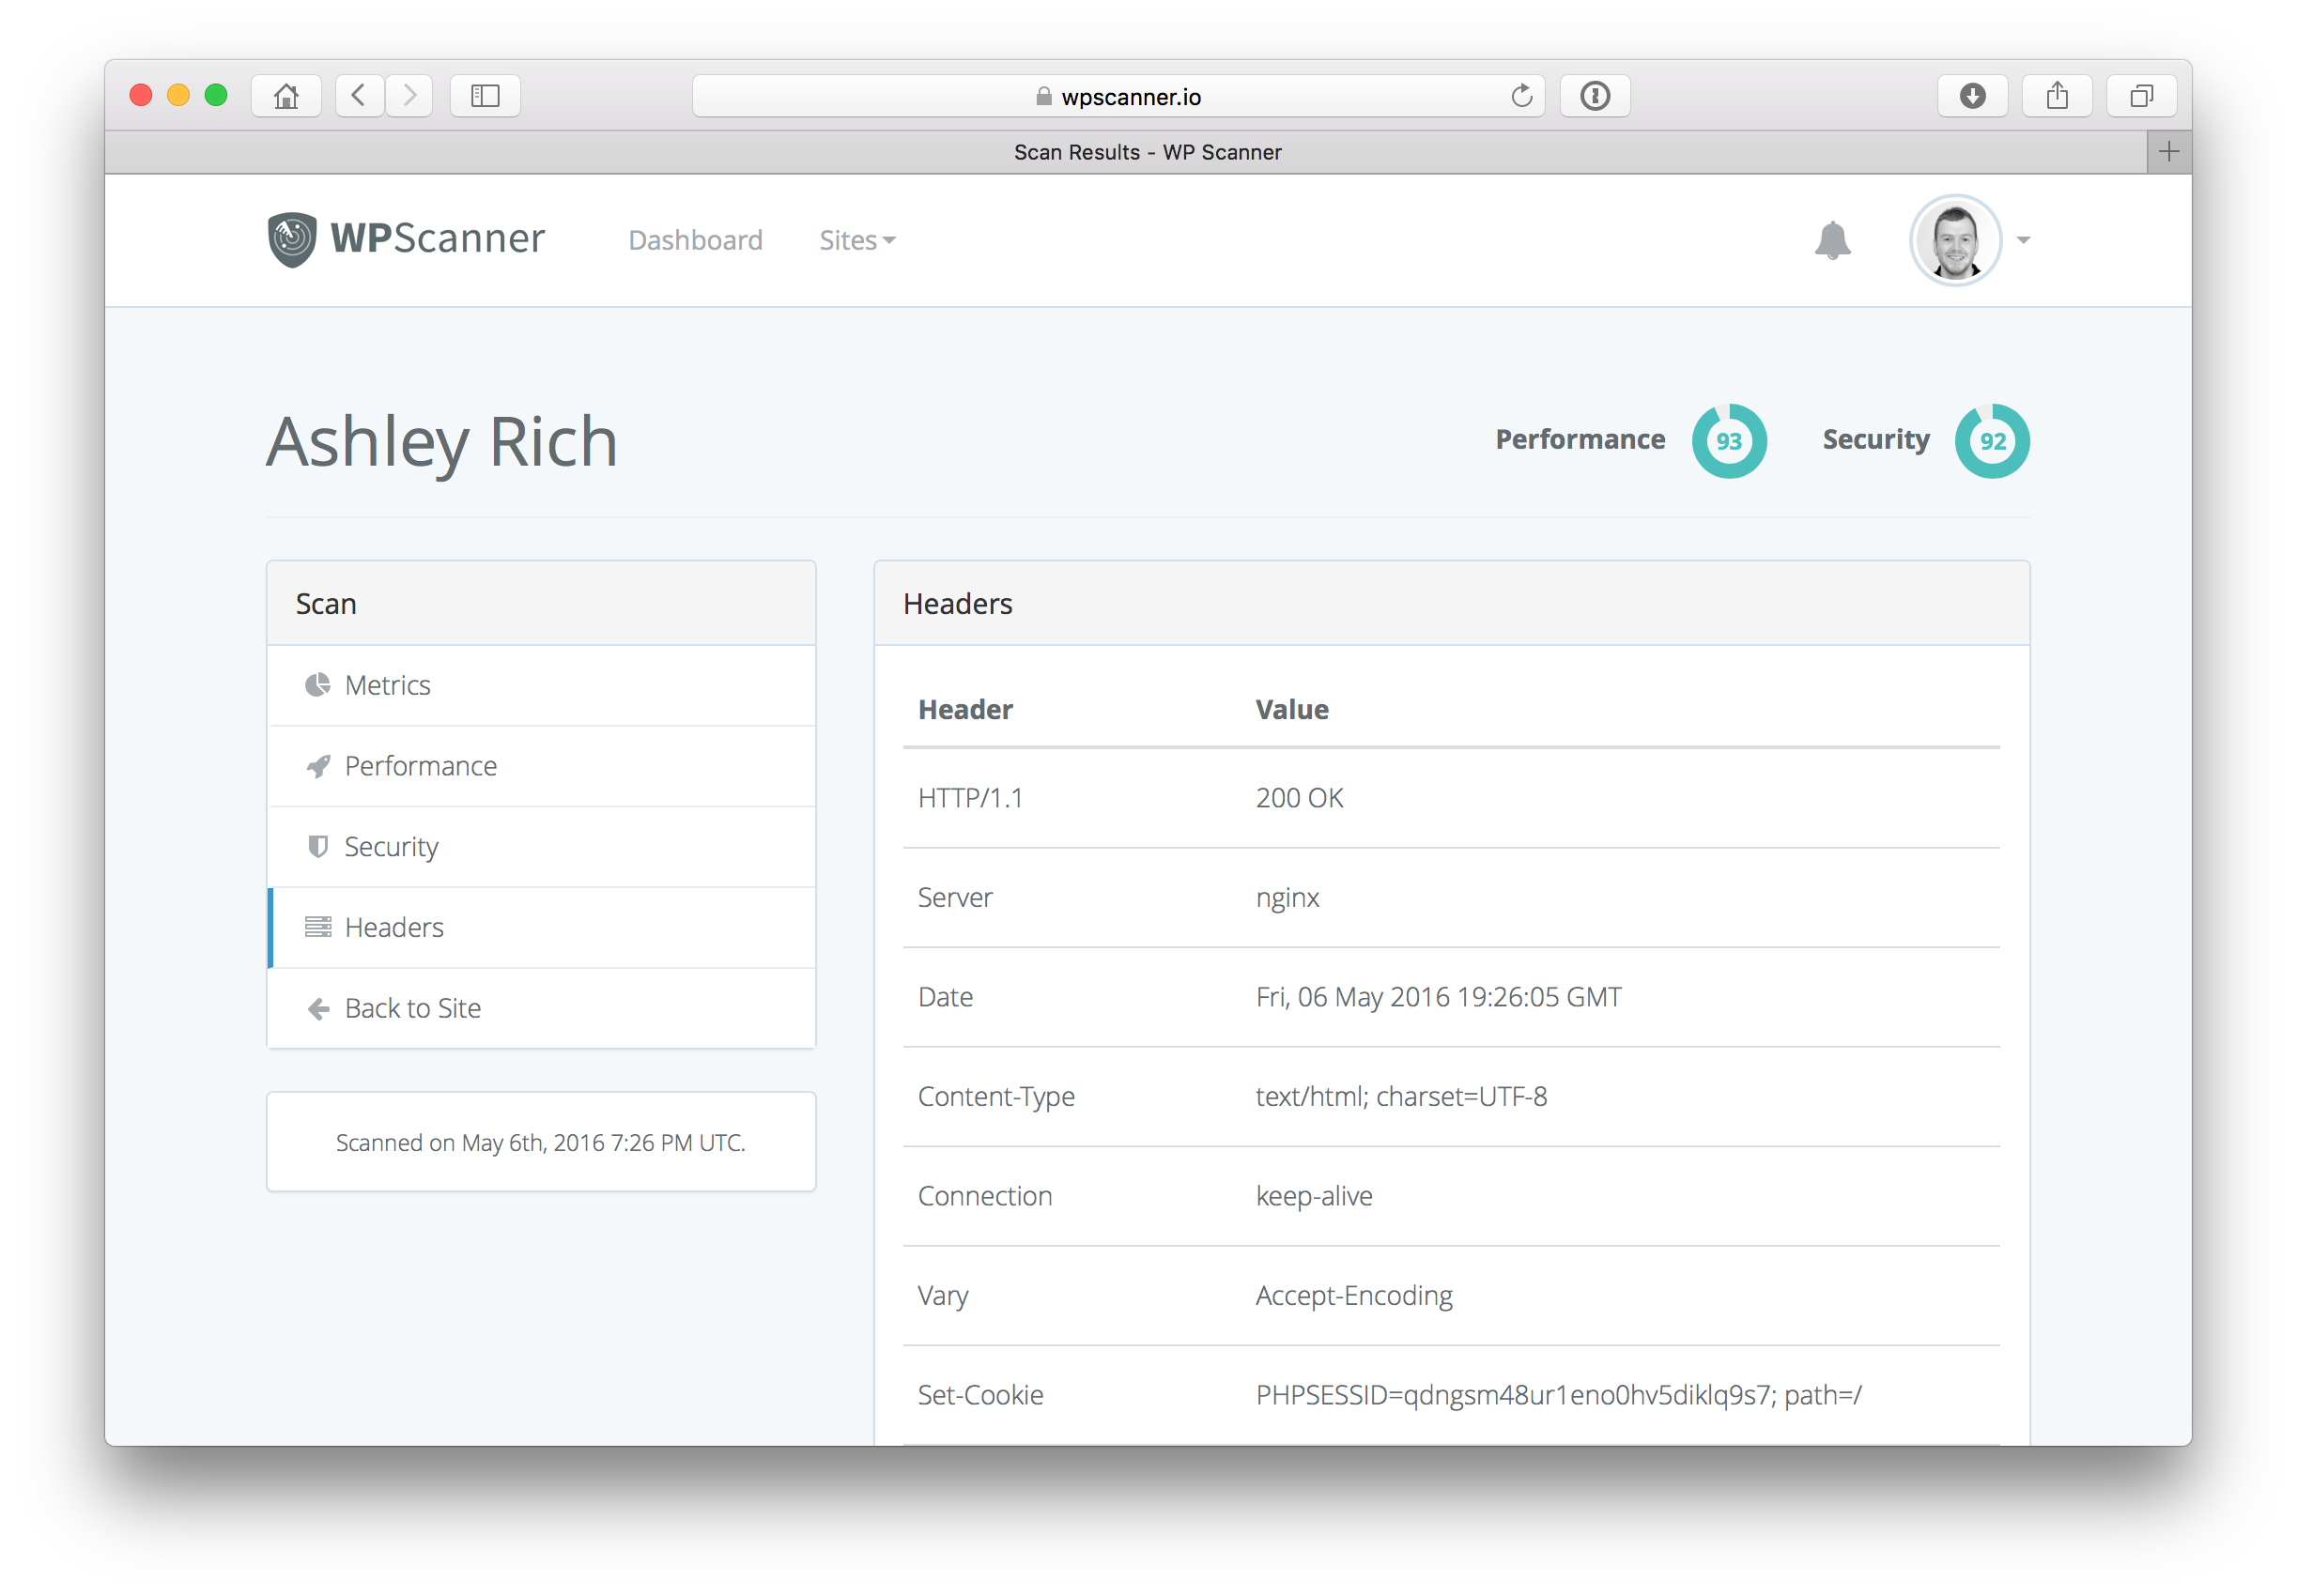 wpscanner.io
Scan Results - WP Scanner
WPScanner
Dashboard
Sites
Ashley Rich
Performance
93
Security
92
Scan
Metrics
Performance
Security
Headers
Back to Site
Scanned on May 6th, 2016 7:26 PM UTC.
Headers
Header Value
HTTP/1.1 200 OK
Server nginx
Date Fri, 06 May 2016 19:26:05 GMT
Content-Type text/html; charset=UTF-8
Connection keep-alive
Vary Accept-Encoding
Set-Cookie PHPSESSID=qdngsm48ur1eno0hv5diklq9s7; path=/